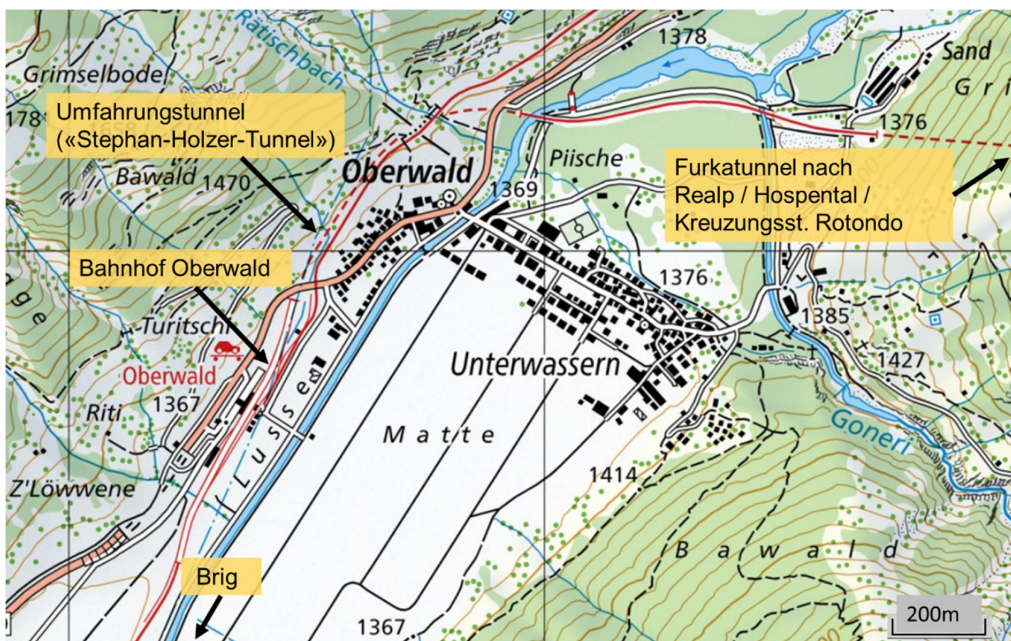 1378
Sand
Rätischbach
Grimselbode
Gri
178
Umfahrungstunnel
(«Stephan-Holzer-Tunnel»)
1376
Oberwald
Piische
Bawald
1470
1369
Furkatunnel nach
Realp / Hospental /
Kreuzungsst. Rotondo
Bahnhof Oberwald
1376
Turitschi
1385
Oberwald
Unterwassern
1427
1367
Riti
Lusse
Matte
Goneri
1414
Z'Löwwene
Bawald
Brig
200m
1367